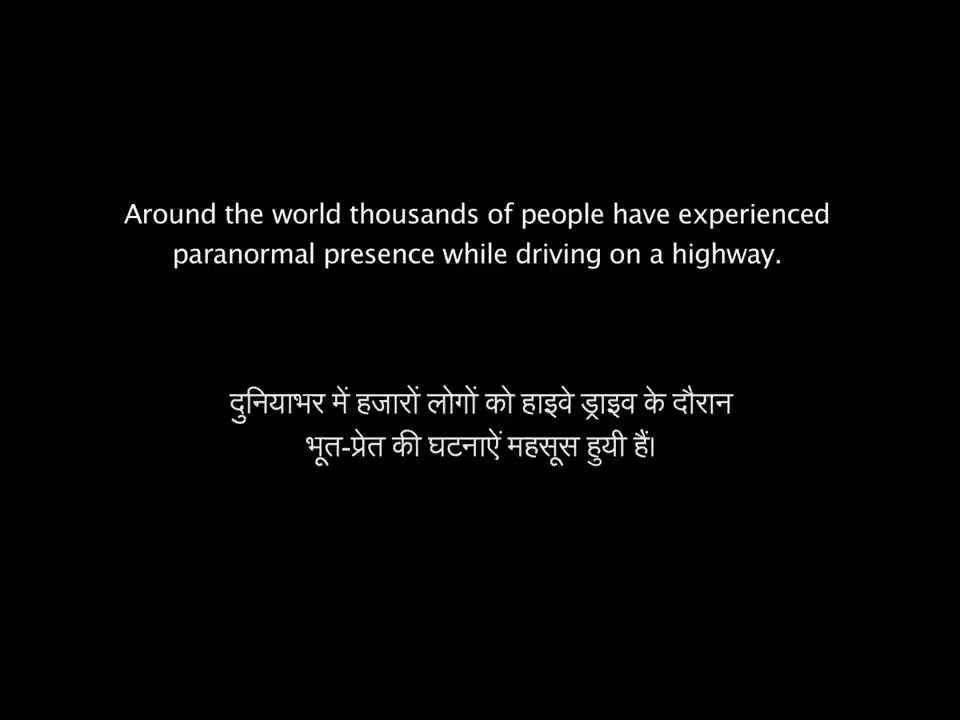 Around the world thousands of people have experienced
paranormal presence while driving on a highway.
दुनियाभर में हजारों लोगों को हाइवे ड्राइव के दौरान
भूत-प्रेत की घटनाऐं महसूस हुयी हैं।